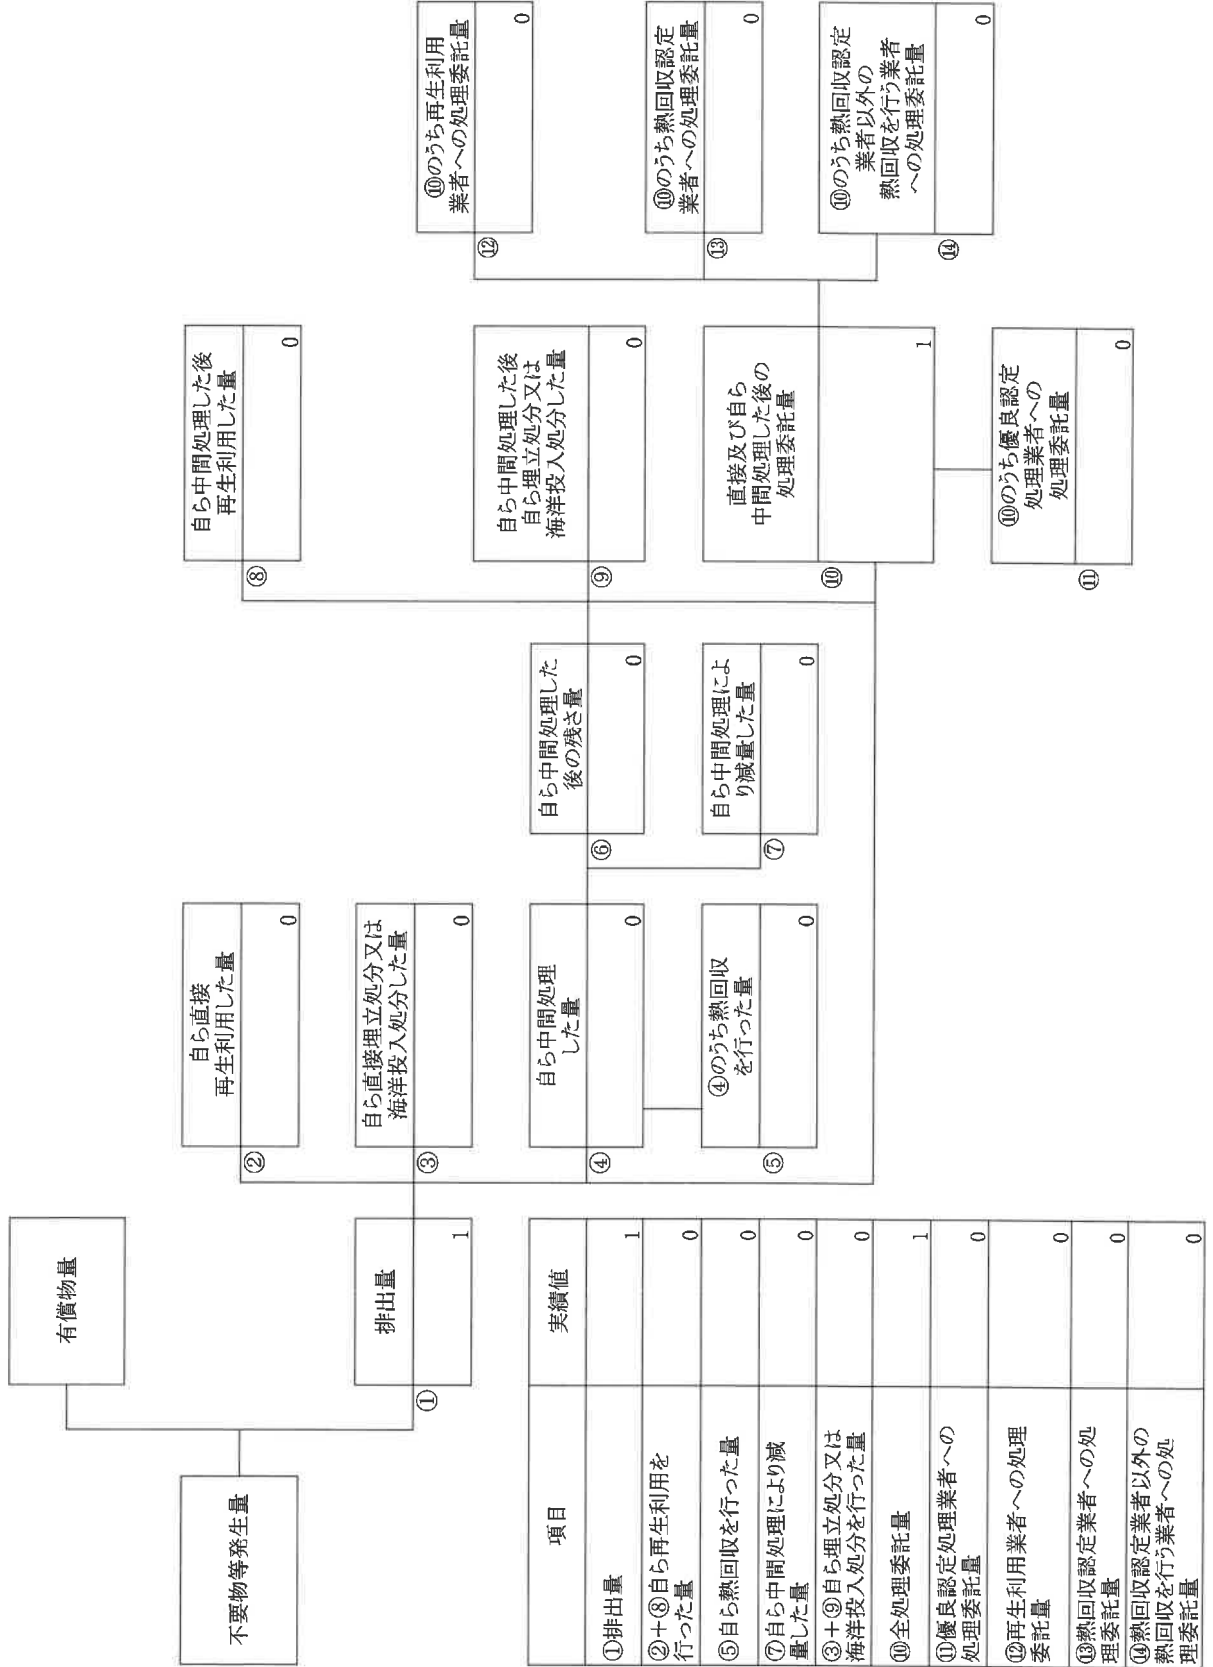 不要物等発生量
有償物量
①
排出量
1
②
自ら直接
再生利用した量
0
③
自ら直接埋立処分又は
海洋投入処分した量
0
④
自ら中間処理
した量
0
⑤
④のうち熱回収
を行った量
0
⑥
自ら中間処理した
後の残さ量
0
⑦
自ら中間処理によ
り減量した量
0
⑧
自ら中間処理した後
再生利用した量
0
⑨
自ら中間処理した後
自ら埋立処分又は
海洋投入処分した量
0
⑩
直接及び自ら
中間処理した後の
処理委託量
1
⑪
⑩のうち優良認定
処理業者への
処理委託量
0
⑫
⑩のうち再生利用
業者への処理委託量
0
⑬
⑩のうち熱回収認定
業者への処理委託量
0
⑭
⑩のうち熱回収認定
業者以外の
熱回収を行う業者
への処理委託量
0
項目 実績値
①排出量 1
②+⑧自ら再生利用を
行った量 0
⑤自ら熱回収を行った量 0
⑦自ら中間処理により減
量した量 0
③+⑨自ら埋立処分又は
海洋投入処分を行った量 0
⑩全処理委託量 1
⑪優良認定処理業者への
処理委託量 0
⑫再生利用業者への処理
委託量 0
⑬熱回収認定業者への処
理委託量 0
⑭熱回収認定業者以外の
熱回収を行う業者への処
理委託量 0